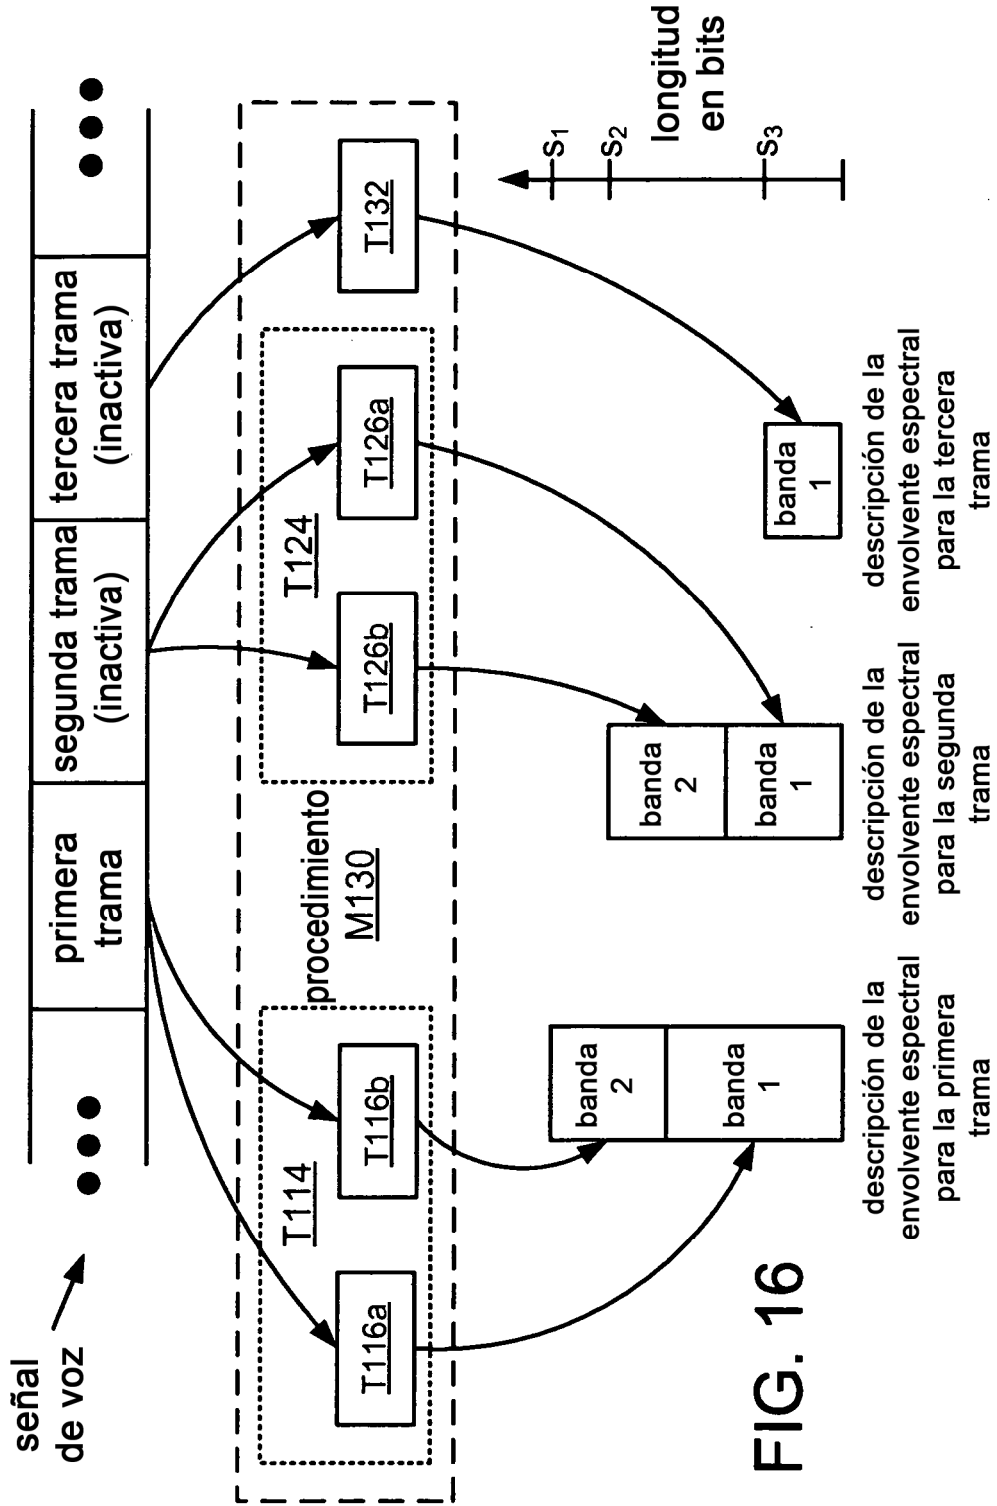 señal
de voz
primera
trama
segunda trama
(inactiva)
tercera trama
(inactiva)
procedimiento
M130
T114
T116a
T116b
T124
T126b
T126a
T132
banda
2
banda
1
banda
2
banda
1
banda
1
S1
S2
S3
longitud
en bits
descripción de la
envolvente espectral
para la primera
trama
descripción de la
envolvente espectral
para la segunda
trama
descripción de la
envolvente espectral
para la tercera
trama
FIG. 16